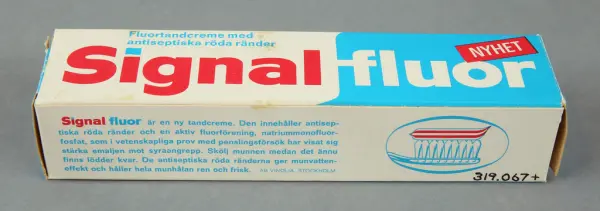 Fluortandcreme med
antiseptiska röda ränder
Signal fluor
NYHET
Signal fluor är en ny tandcreme. Den innehåller antisep-
tiska röda ränder och en aktiv fluorförening, natriummonofluor-
fosfat, som i vetenskapliga prov med penslingsförsök har visat sig
stärka emaljen mot syraangrepp. Skölj munnen medan det ännu
finns lödder kvar. De antiseptiska röda ränderna ger munvatten-
effekt och håller hela munhålan ren och frisk.
STOCKHOLM
319.067+